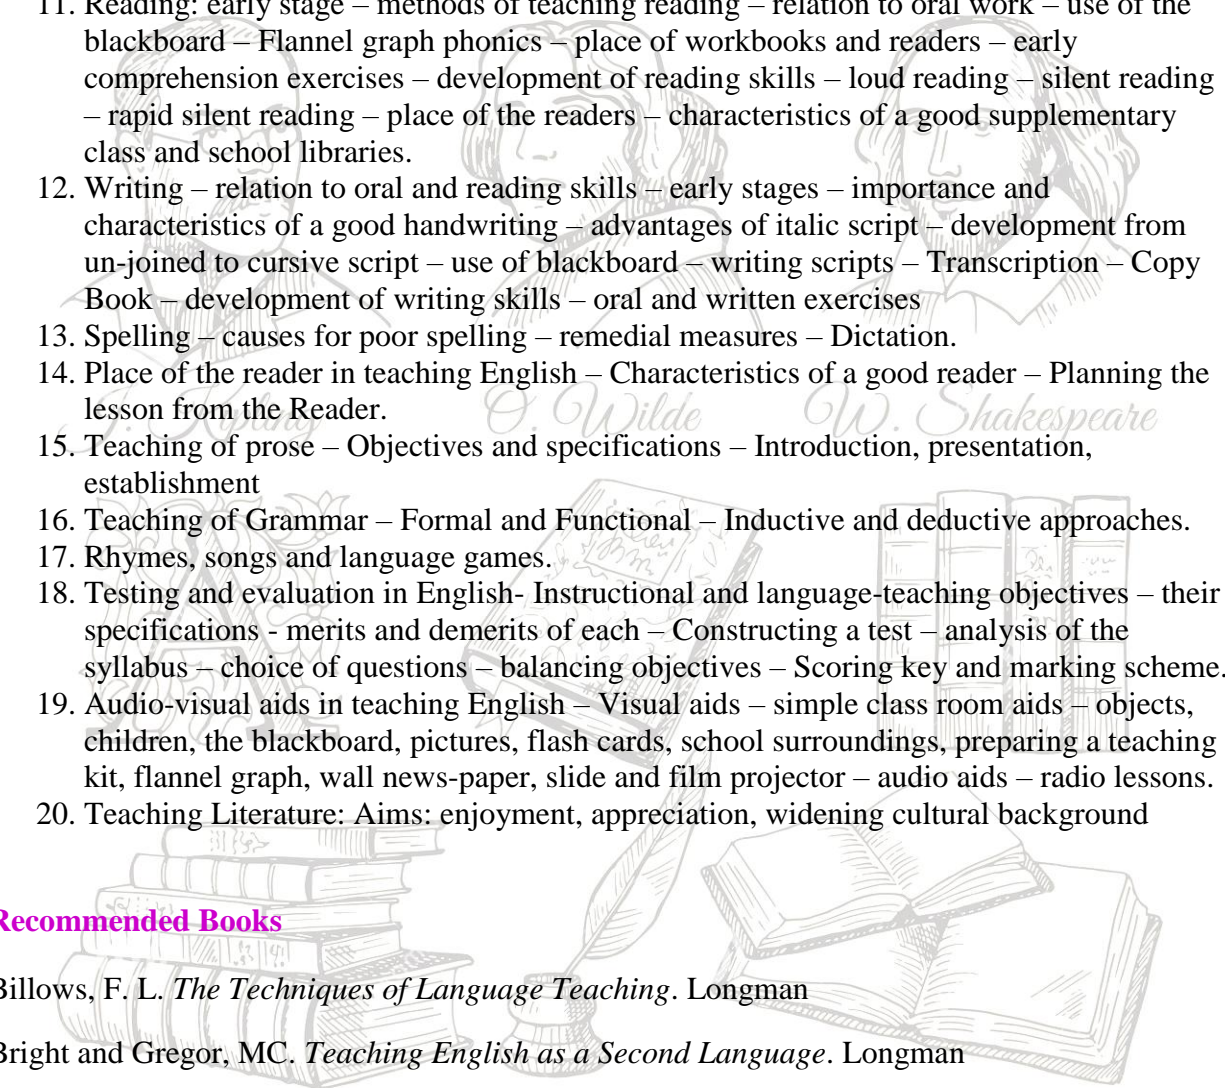 11. Reading: early stage – methods of teaching reading – relation to oral work – use of the
blackboard – Flannel graph phonics – place of workbooks and readers – early
comprehension exercises – development of reading skills – loud reading – silent reading
– rapid silent reading – place of the readers – characteristics of a good supplementary
class and school libraries.
12. Writing – relation to oral and reading skills – early stages – importance and
characteristics of a good handwriting – advantages of italic script – development from
un-joined to cursive script – use of blackboard – writing scripts – Transcription – Copy
Book – development of writing skills – oral and written exercises
13. Spelling – causes for poor spelling – remedial measures – Dictation.
14. Place of the reader in teaching English – Characteristics of a good reader – Planning the
lesson from the Reader.
J. Kipling O. Wilde W. Shakespeare
15. Teaching of prose – Objectives and specifications – Introduction, presentation,
establishment
16. Teaching of Grammar – Formal and Functional – Inductive and deductive approaches.
17. Rhymes, songs and language games.
18. Testing and evaluation in English- Instructional and language-teaching objectives – their
specifications - merits and demerits of each – Constructing a test – analysis of the
syllabus – choice of questions – balancing objectives – Scoring key and marking scheme.
19. Audio-visual aids in teaching English – Visual aids – simple class room aids – objects,
children, the blackboard, pictures, flash cards, school surroundings, preparing a teaching
kit, flannel graph, wall news-paper, slide and film projector – audio aids – radio lessons.
20. Teaching Literature: Aims: enjoyment, appreciation, widening cultural background
Recommended Books
Billows, F. L. The Techniques of Language Teaching. Longman
Bright and Gregor, MC. Teaching English as a Second Language. Longman